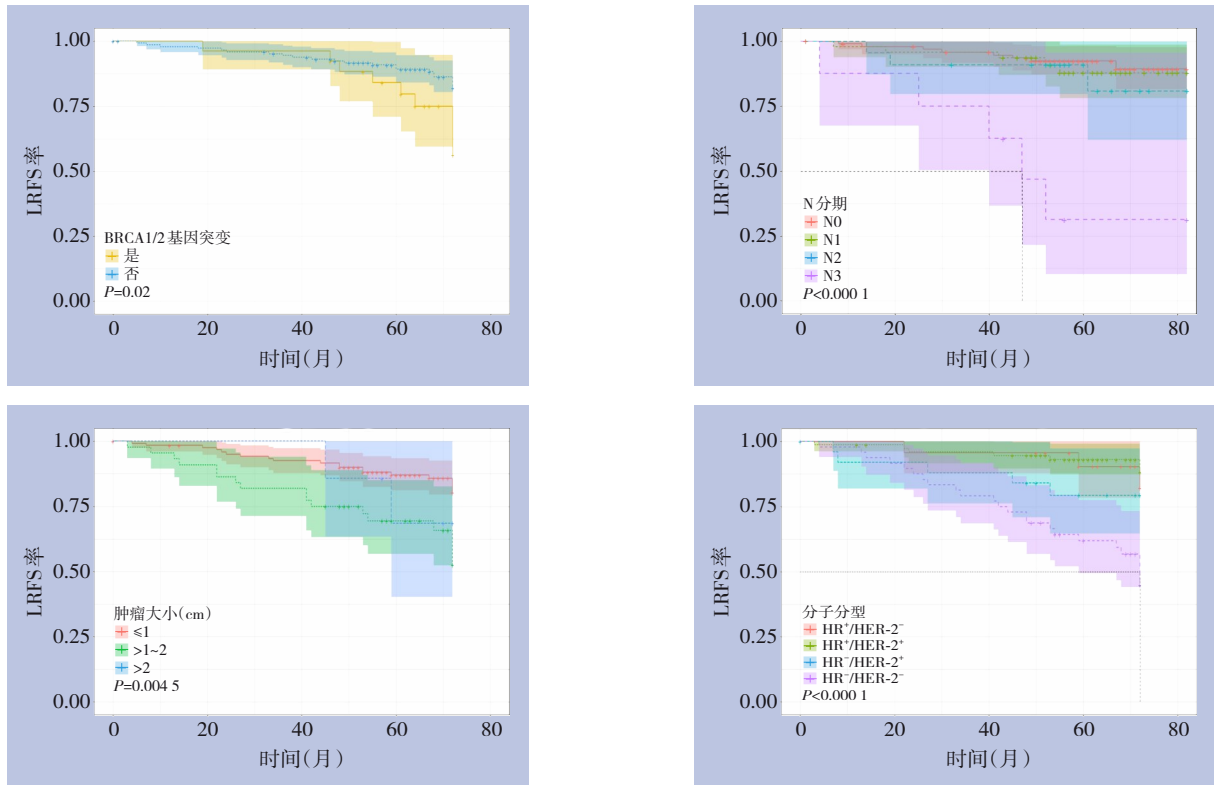 1.00
0.75
0.50
0.25
0.00
LRFS率
BRCA1/2基因突变
是
否
P=0.02
0 20 40 60 80
时间(月)
1.00
0.75
0.50
0.25
0.00
LRFS率
N分期
N0
N1
N2
N3
P<0.000 1
0 20 40 60 80
时间(月)
1.00
0.75
0.50
0.25
0.00
LRFS率
肿瘤大小(cm)
≤1
>1~2
>2
P=0.004 5
0 20 40 60 80
时间(月)
1.00
0.75
0.50
0.25
0.00
LRFS率
分子分型
HR⁺/HER-2⁻
HR⁺/HER-2⁺
HR⁻/HER-2⁺
HR⁻/HER-2⁻
P<0.000 1
0 20 40 60 80
时间(月)